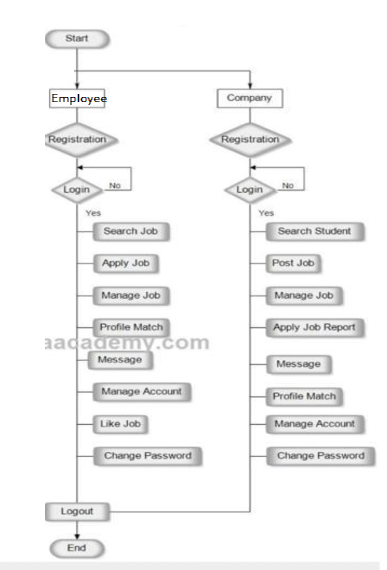 Start
Employee
Company
Registration
Registration
Login
No
Login
No
Yes
Yes
Search Job
Search Student
Apply Job
Post Job
Manage Job
Manage Job
Profile Match
Apply Job Report
aacademy.com
Message
Message
Manage Account
Profile Match
Like Job
Manage Account
Change Password
Change Password
Logout
End